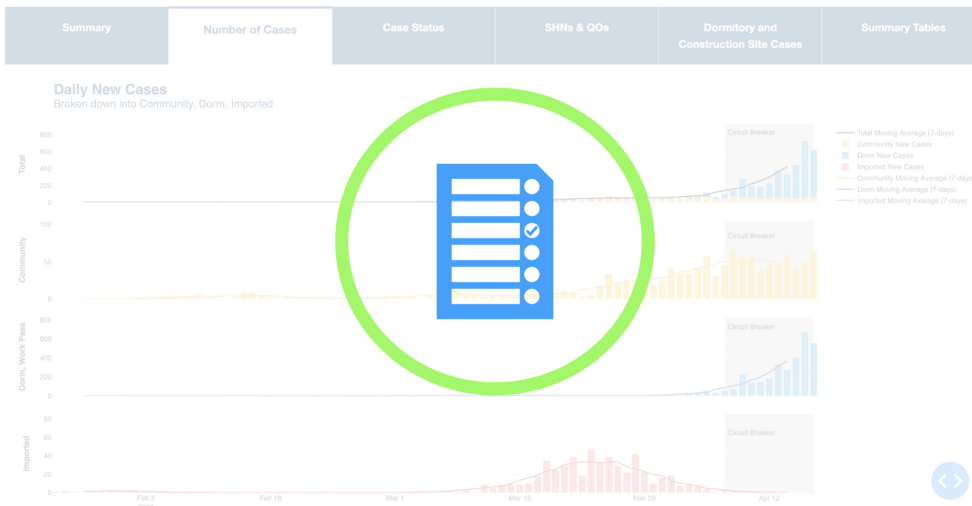 Summary
Number of Cases
Case Status
SHNs & QOs
Dormitory and
Construction Site Cases
Summary Tables
Daily New Cases
Broken down into Community, Dorm, Imported
Total
800
600
400
200
0
Circuit Breaker
Total Moving Average (7-days)
Community New Cases
Dorm New Cases
Imported New Cases
Community Moving Average (7-days
Dorm Moving Average (7-days)
Imported Moving Average (7-days)
Community
100
50
0
Circuit Breaker
Dorm, Work Pass
800
600
400
200
0
Circuit Breaker
Imported
80
60
40
20
0
Circuit Breaker
Feb 2
Feb 16
Mar 1
Mar 15
Mar 29
Apr 12